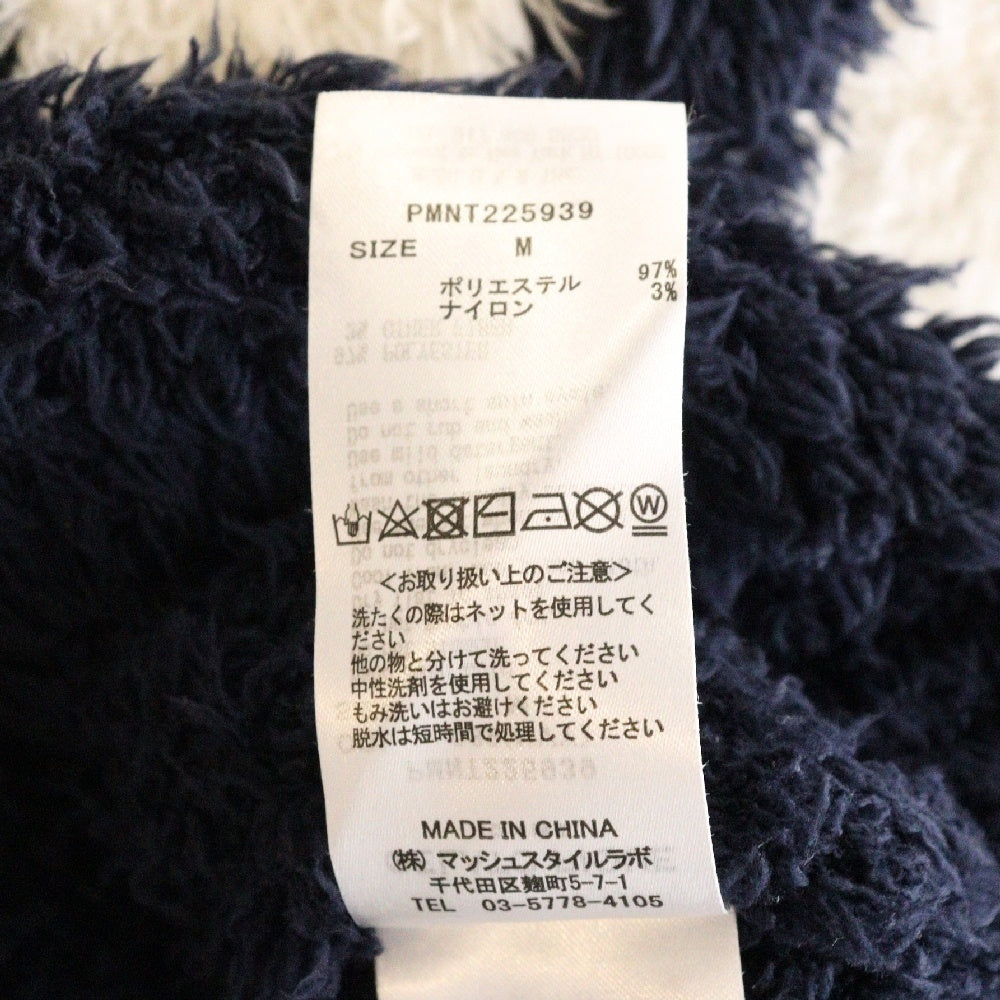 PMNT225939
SIZE M
ポリエステル 97%
ナイロン 3%
W
<お取り扱い上のご注意>
洗たくの際はネットを使用してく
ださい
他の物と分けて洗ってください
中性洗剤を使用してください
もみ洗いはお避けください
脱水は短時間で処理してください
MADE IN CHINA
(株) マッシュスタイルラボ
千代田区麹町5-7-1
TEL 03-5778-4105